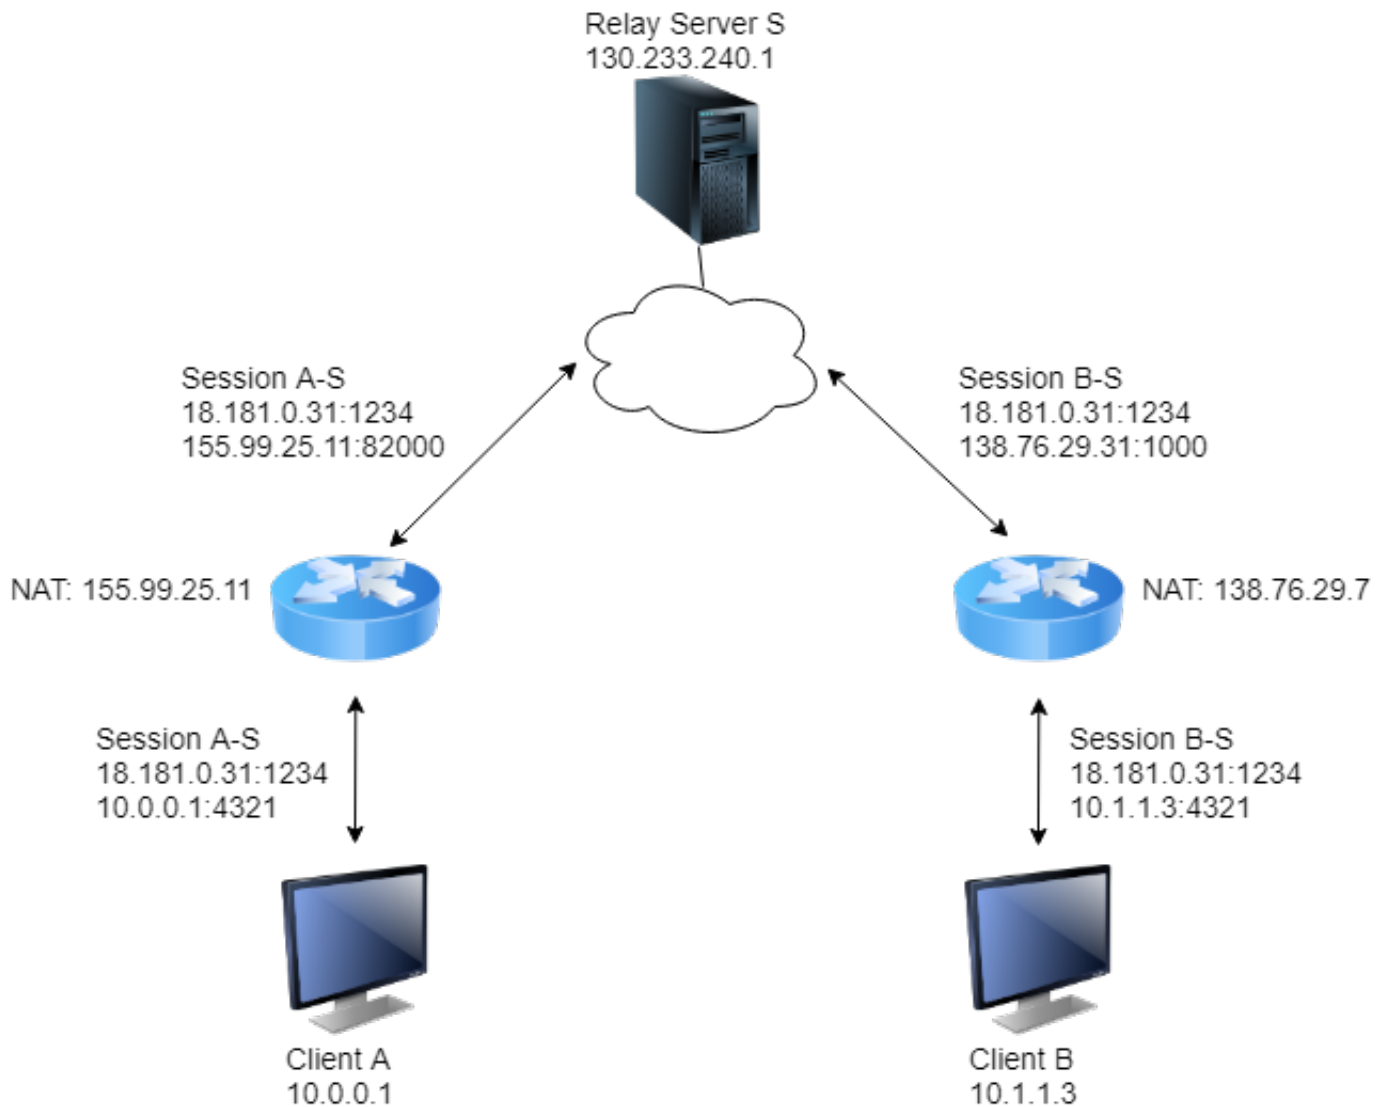 Relay Server S
130.233.240.1
Session A-S
18.181.0.31:1234
155.99.25.11:82000
Session B-S
18.181.0.31:1234
138.76.29.31:1000
NAT: 155.99.25.11
NAT: 138.76.29.7
Session A-S
18.181.0.31:1234
10.0.0.1:4321
Session B-S
18.181.0.31:1234
10.1.1.3:4321
Client A
10.0.0.1
Client B
10.1.1.3